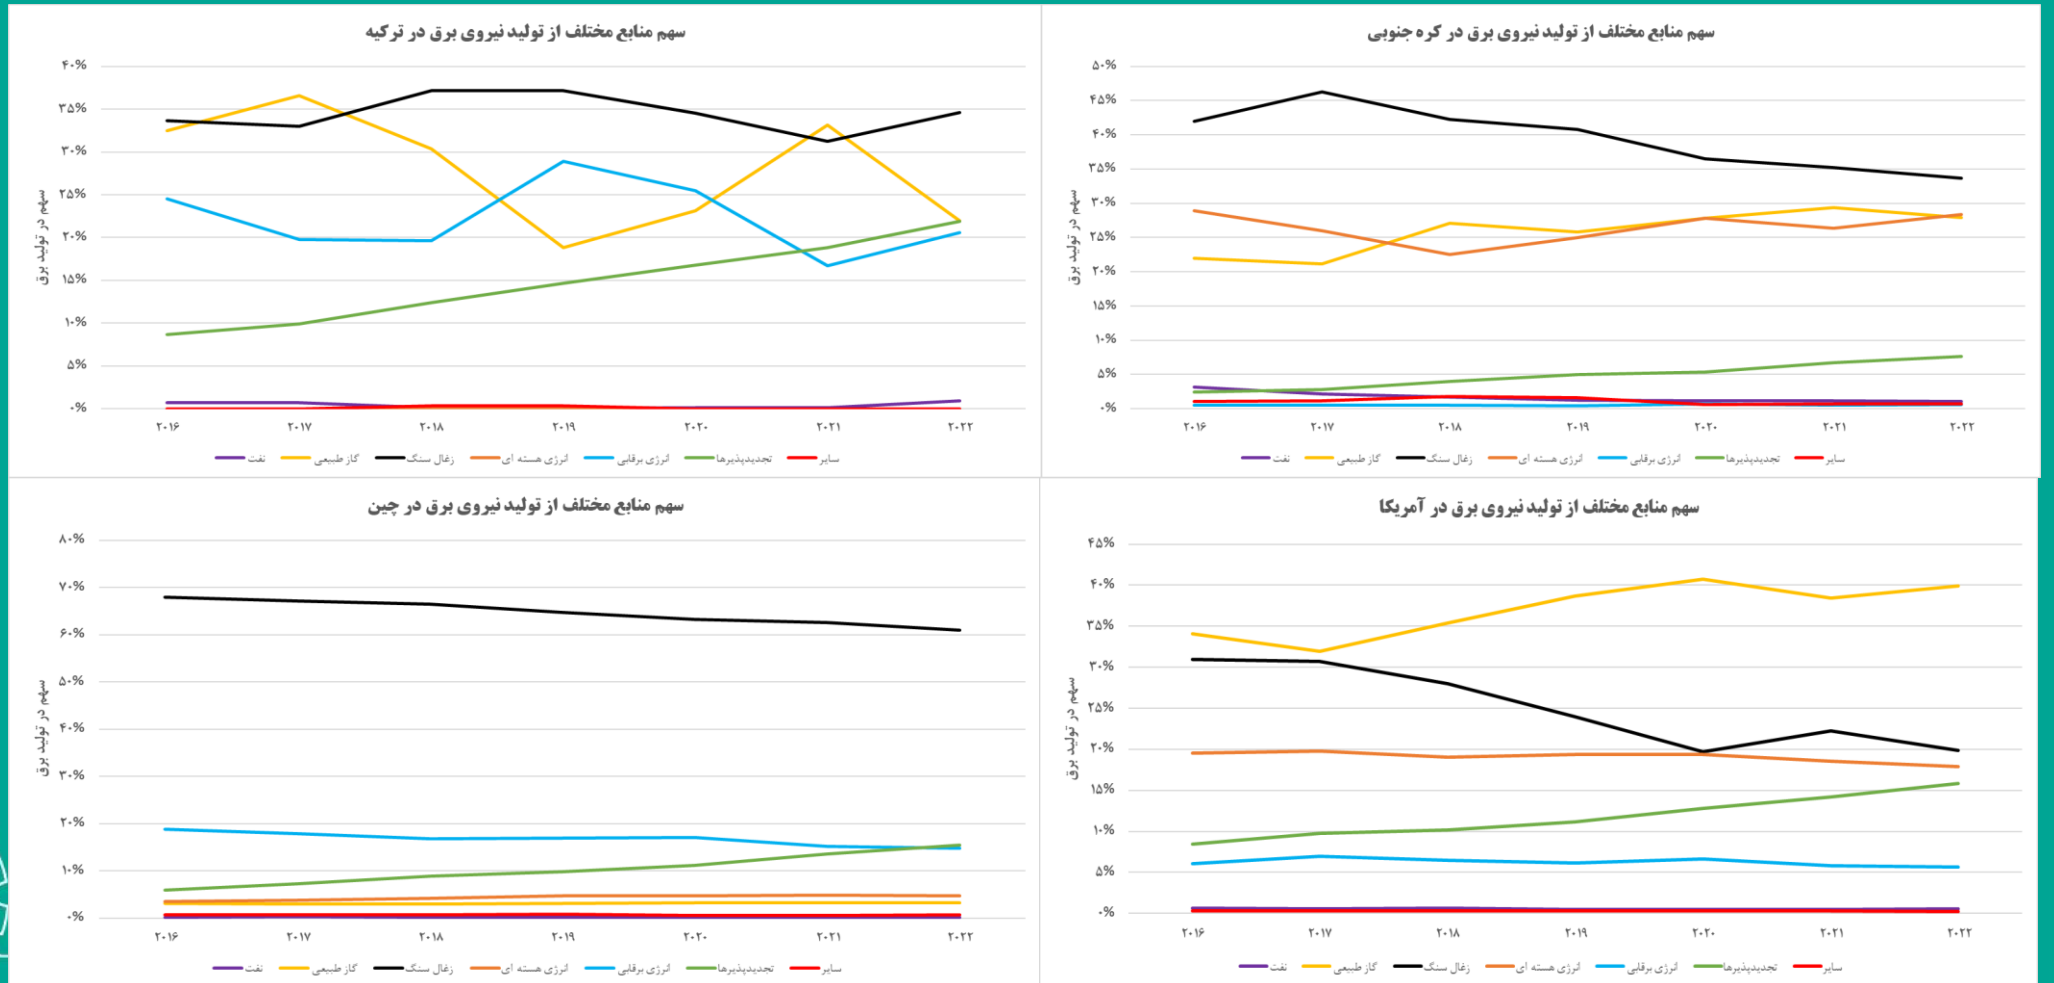 سهم منابع مختلف از تولید نیروی برق در ترکیه
۴۰%
۳۵%
۳۰%
۲۵%
۲۰%
۱۵%
۱۰%
۵%
۰%
سهم در تولید برق
۲۰۱۶ ۲۰۱۷ ۲۰۱۸ ۲۰۱۹ ۲۰۲۰ ۲۰۲۱ ۲۰۲۲
نفت گاز طبیعی زغال سنگ انرژی هسته ای انرژی برقابی تجدیدپذیرها سایر
سهم منابع مختلف از تولید نیروی برق در کره جنوبی
۵۰%
۴۵%
۴۰%
۳۵%
۳۰%
۲۵%
۲۰%
۱۵%
۱۰%
۵%
۰%
سهم در تولید برق
۲۰۱۶ ۲۰۱۷ ۲۰۱۸ ۲۰۱۹ ۲۰۲۰ ۲۰۲۱ ۲۰۲۲
نفت گاز طبیعی زغال سنگ انرژی هسته ای انرژی برقابی تجدیدپذیرها سایر
سهم منابع مختلف از تولید نیروی برق در چین
۸۰%
۷۰%
۶۰%
۵۰%
۴۰%
۳۰%
۲۰%
۱۰%
۰%
سهم در تولید برق
۲۰۱۶ ۲۰۱۷ ۲۰۱۸ ۲۰۱۹ ۲۰۲۰ ۲۰۲۱ ۲۰۲۲
نفت گاز طبیعی زغال سنگ انرژی هسته ای انرژی برقابی تجدیدپذیرها سایر
سهم منابع مختلف از تولید نیروی برق در آمریکا
۴۵%
۴۰%
۳۵%
۳۰%
۲۵%
۲۰%
۱۵%
۱۰%
۵%
۰%
سهم در تولید برق
۲۰۱۶ ۲۰۱۷ ۲۰۱۸ ۲۰۱۹ ۲۰۲۰ ۲۰۲۱ ۲۰۲۲
نفت گاز طبیعی زغال سنگ انرژی هسته ای انرژی برقابی تجدیدپذیرها سایر